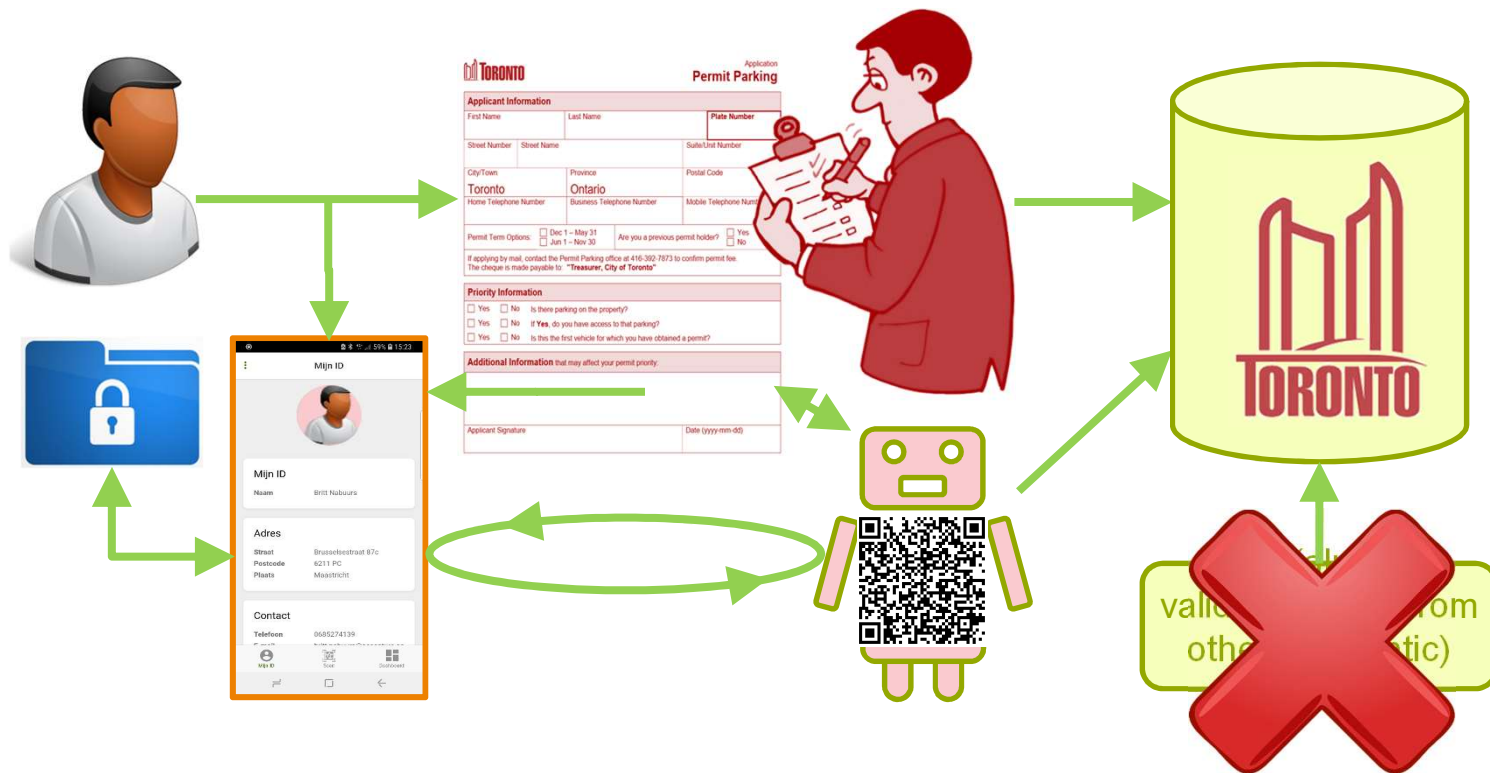 TORONTO
Application
Permit Parking
Applicant Information
First Name Last Name Plate Number
Street Number Street Name Suite/Unit Number
City/Town Province Postal Code
Toronto Ontario
Home Telephone Number Business Telephone Number Mobile Telephone
Permit Term Options: Dec 1 – May 31 Are you a previous permit holder? Yes
Jun 1 – Nov 30 No
If applying by mail, contact the Permit Parking office at 416-392-7873 to confirm permit fee.
The cheque is made payable to: "Treasurer, City of Toronto"
Priority Information
Yes No Is there parking on the property?
Yes No If Yes, do you have access to that parking?
Yes No Is this the first vehicle for which you have obtained a permit?
Additional Information that may affect your permit priority:
Applicant Signature Date (yyyy-mm-dd)
59% 15:23
Mijn ID
Mijn ID
Naam Britt Nabuurs
Adres
Straat Brusselsestraat 87c
Postcode 6211 PC
Plaats Maastricht
Contact
Telefoon 0685274139
Mijn ID Scan Dashboard
TORONTO